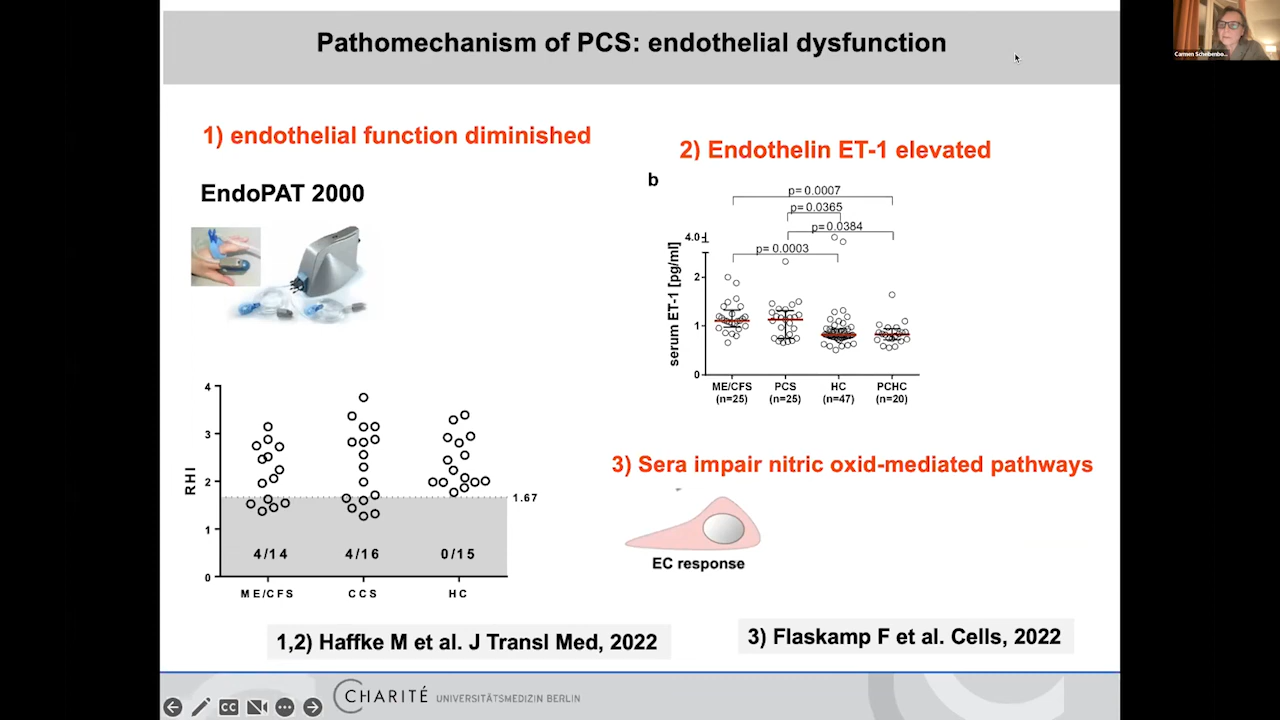 Pathomechanism of PCS: endothelial dysfunction
1) endothelial function diminished
EndoPAT 2000
4
3
2
1
0
RHI
1.67
4/14
4/16
0/15
ME/CFS
CCS
HC
1,2) Haffke M et al. J Transl Med, 2022
2) Endothelin ET-1 elevated
b
p= 0.0007
p= 0.0365
p= 0.0384
p= 0.0003
4.0
2
1
0
serum ET-1 [pg/ml]
ME/CFS
(n=25)
PCS
(n=25)
HC
(n=47)
PCHC
(n=20)
3) Sera impair nitric oxid-mediated pathways
EC response
3) Flaskamp F et al. Cells, 2022
CC
CHARITÉ UNIVERSITÄTSMEDIZIN BERLIN
Carmen Scheibenbo...